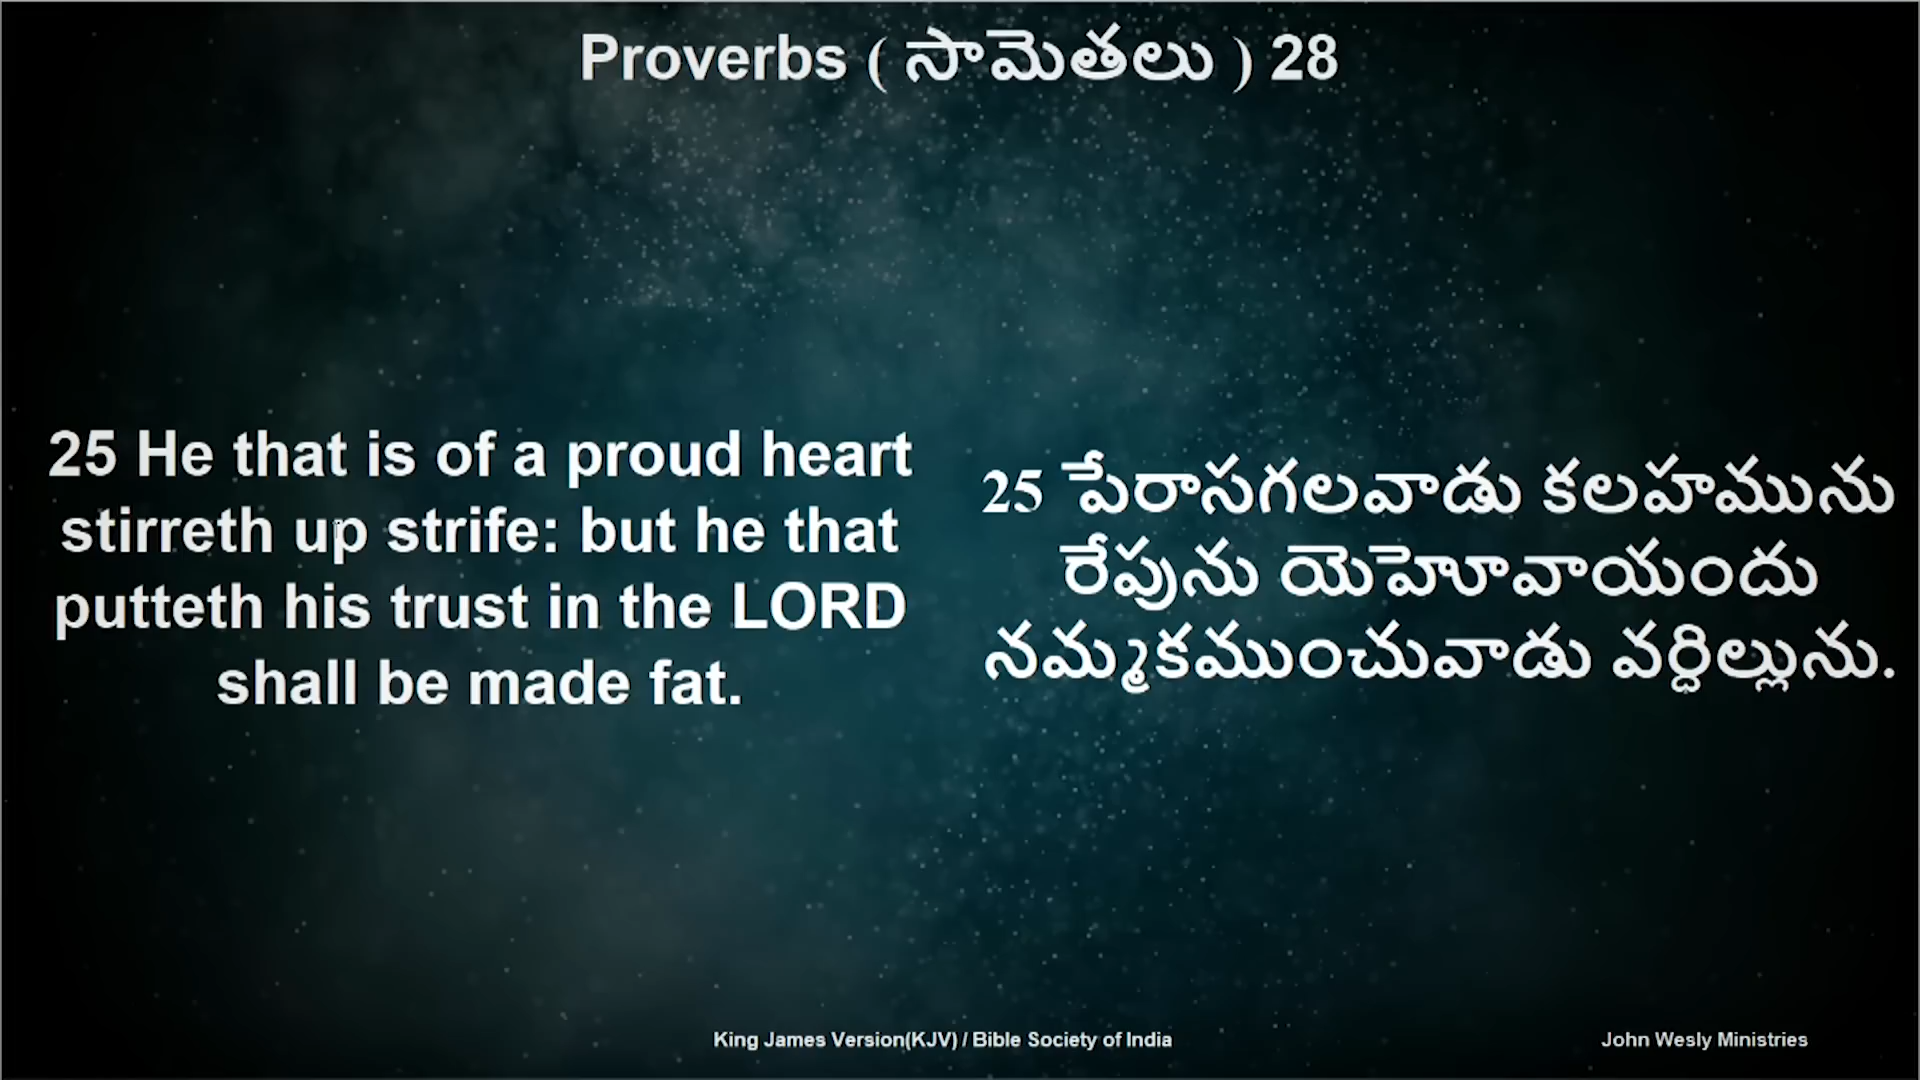 Proverbs ( సామెతలు ) 28
25 He that is of a proud heart
stirreth up strife: but he that
putteth his trust in the LORD
shall be made fat.
25 పేరాసగలవాడు కలహమును
రేపును యెహోవాయందు
నమ్మకముంచువాడు వర్ధిల్లును.
King James Version(KJV) / Bible Society of India
John Wesly Ministries